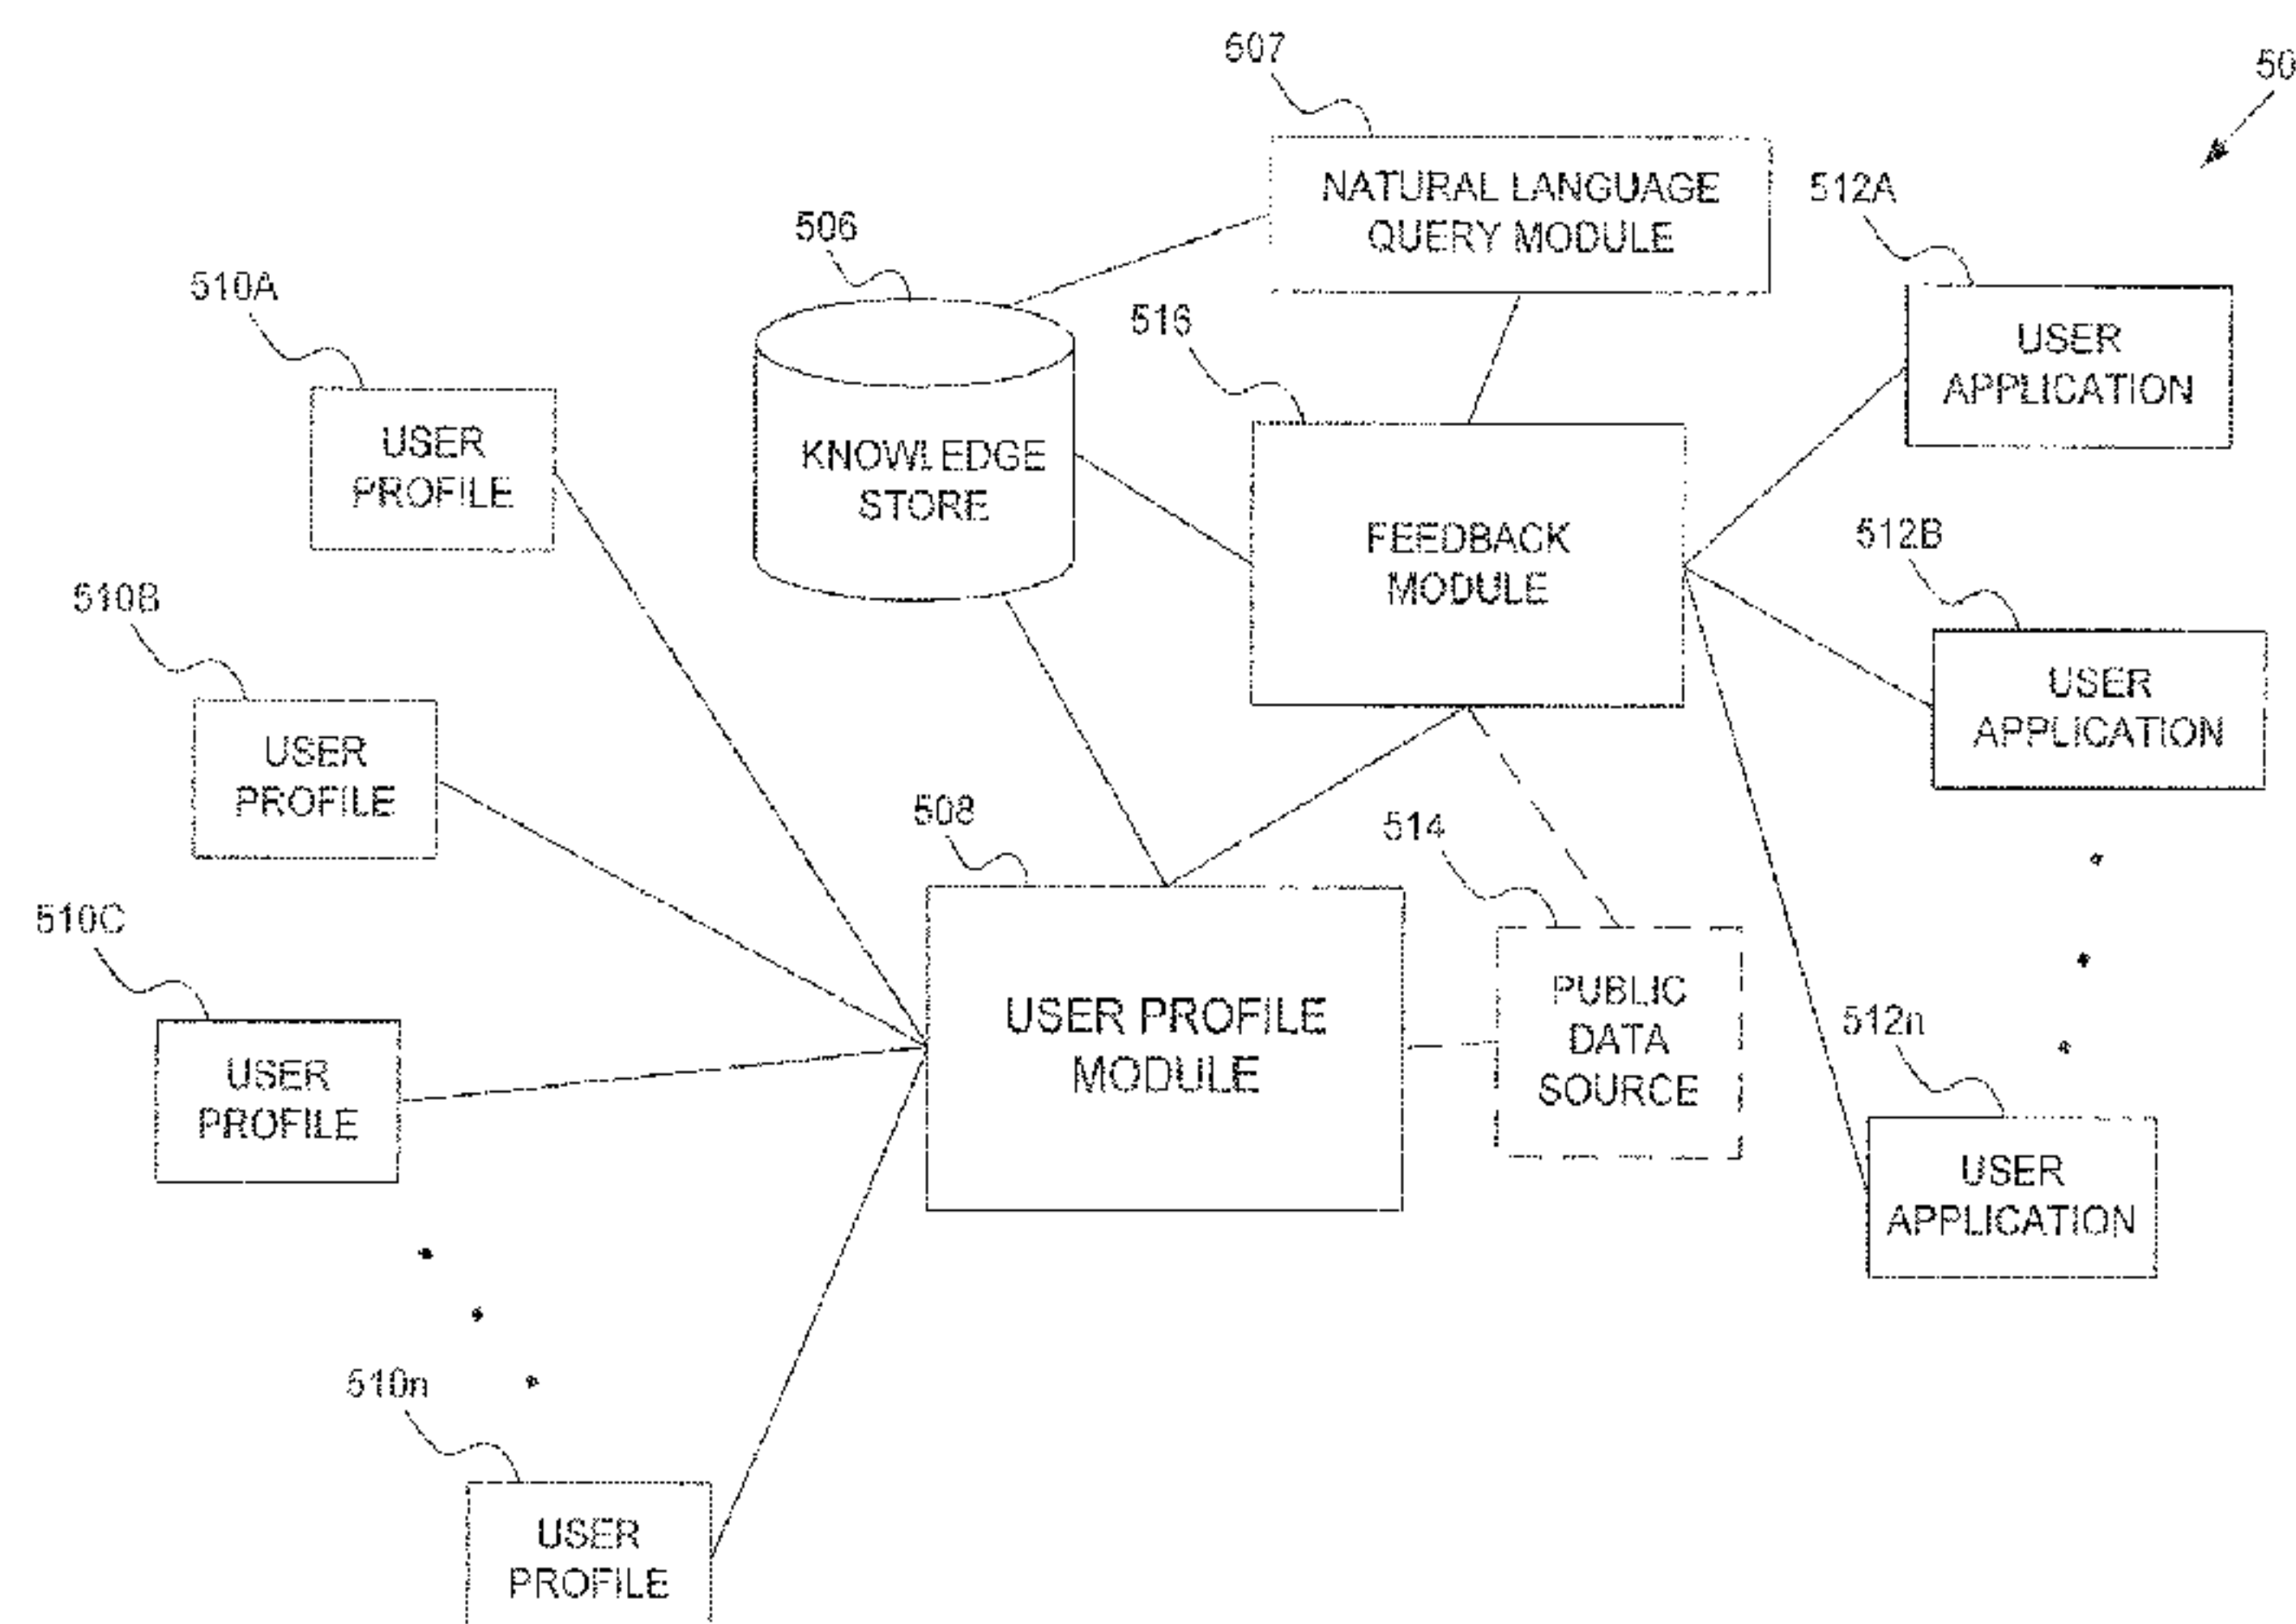 507
50
NATURAL LANGUAGE
QUERY MODULE
512A
506
510A
516
USER
APPLICATION
USER
PROFILE
KNOWLEDGE
STORE
FEEDBACK
MODULE
512B
510B
USER
APPLICATION
USER
PROFILE
508
514
510C
PUBLIC
DATA
SOURCE
USER PROFILE
MODULE
512n
USER
PROFILE
USER
APPLICATION
510n
USER
PROFILE